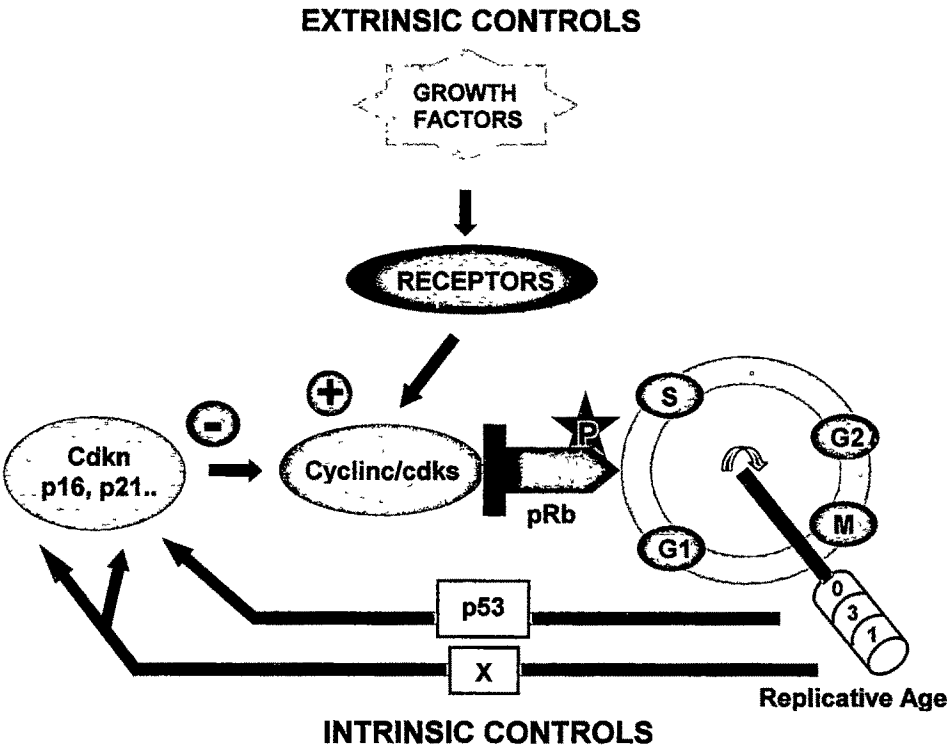 EXTRINSIC CONTROLS
GROWTH
FACTORS
RECEPTORS
+
-
Cdkn
p16, p21..
Cyclinc/cdks
P
pRb
S
G2
M
G1
0
3
1
p53
X
Replicative Age
INTRINSIC CONTROLS